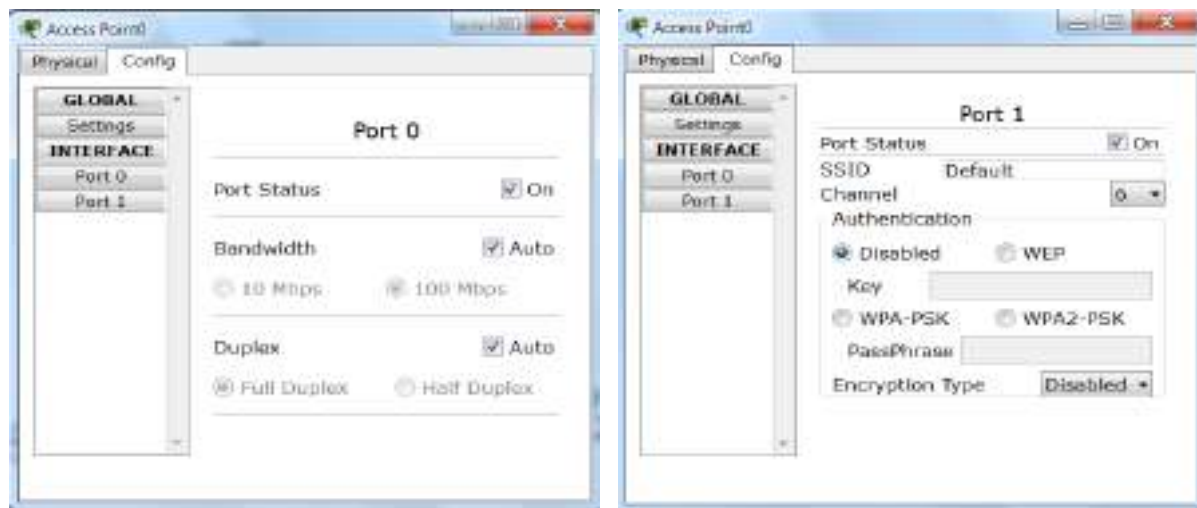 Access Point0
Physical Config
GLOBAL
Settings
INTERFACE
Port 0
Port 1
Port 0
Port Status On
Bandwidth Auto
10 Mbps 100 Mbps
Duplex Auto
Full Duplex Half Duplex
Access Point0
Physical Config
GLOBAL
Settings
INTERFACE
Port 0
Port 1
Port 1
Port Status On
SSID Default
Channel
Authentication
Disabled WEP
Key
WPA-PSK WPA2-PSK
PassPhrase
Encryption Type Disabled